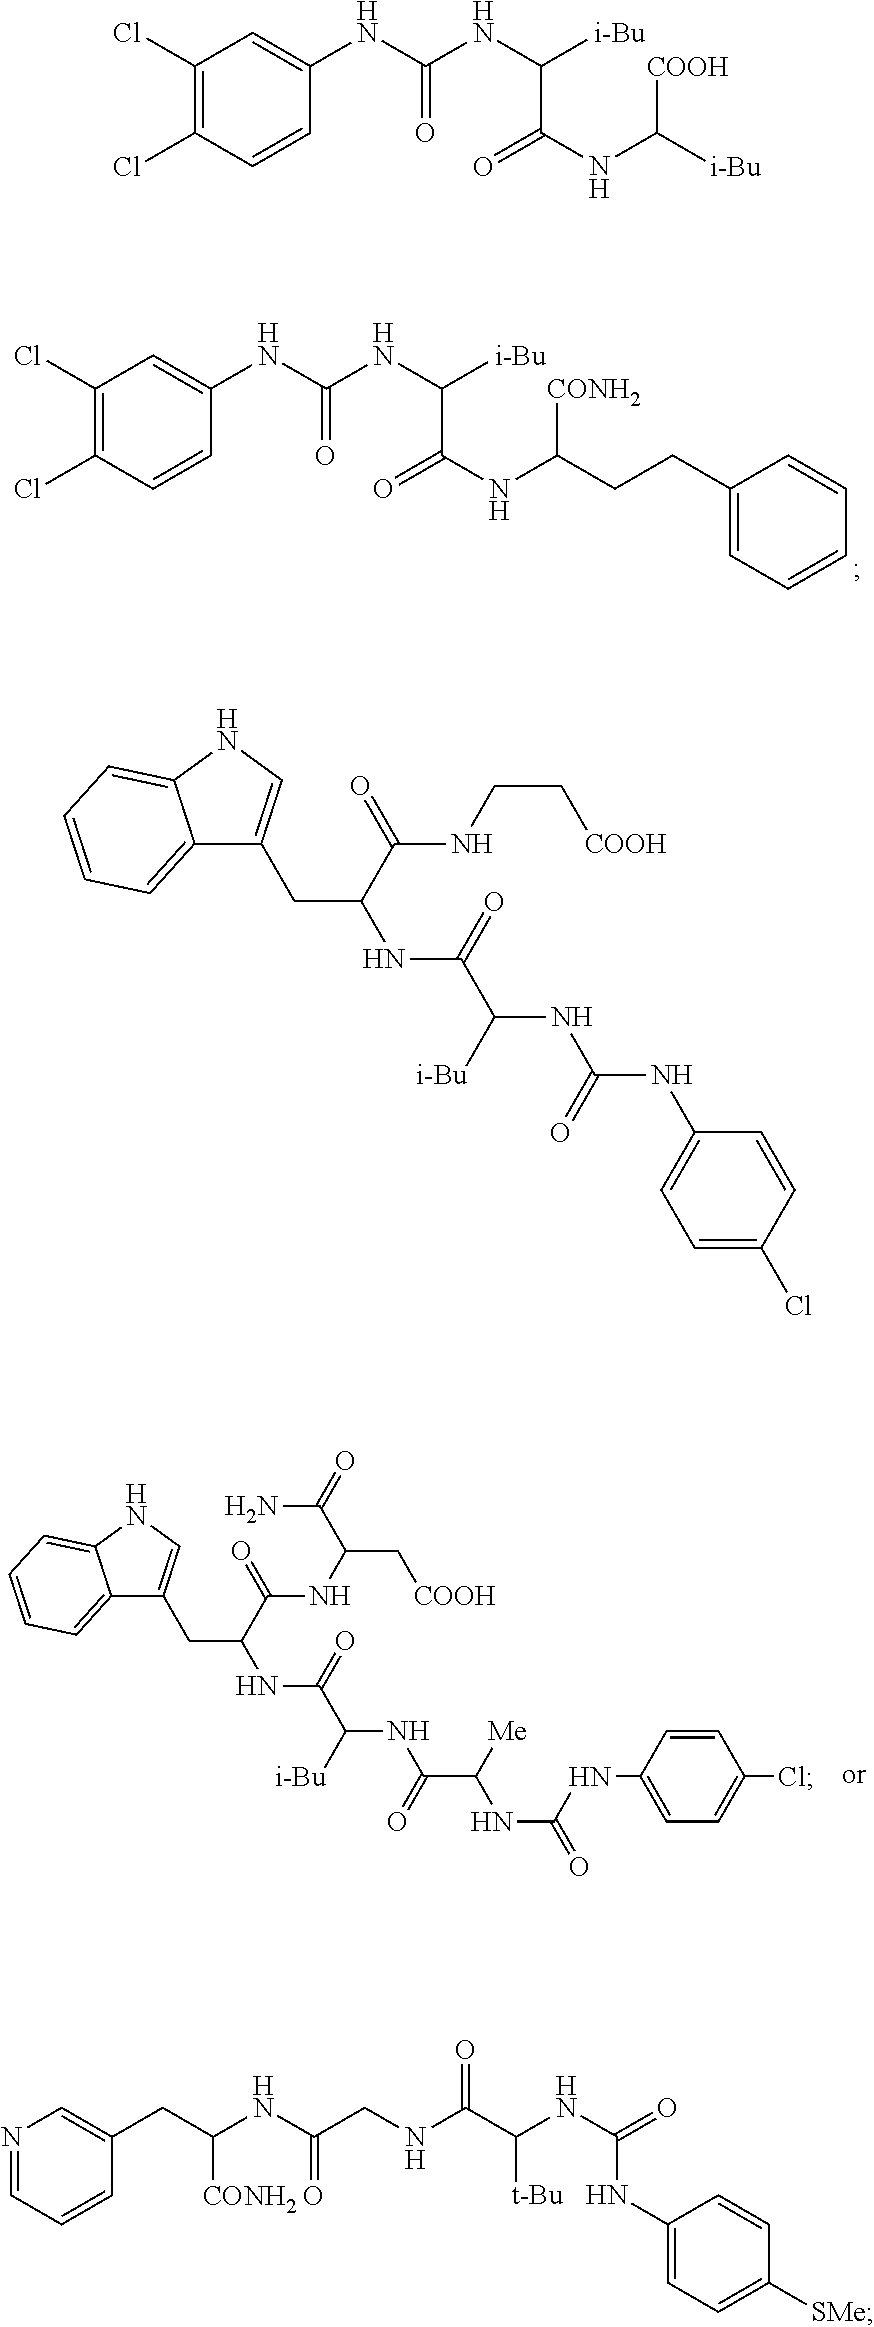 Cl H N H N i-Bu COOH
Cl O O N H i-Bu
Cl H N H N i-Bu CONH2
Cl O O N H ;
H N
O NH COOH
O
HN
NH
i-Bu NH
O
Cl
O
H2N
H N
O NH COOH
O
HN
NH Me
i-Bu HN Cl; or
O HN
O
O
H N H N O
N N H
CONH2 O t-Bu HN
SMe;